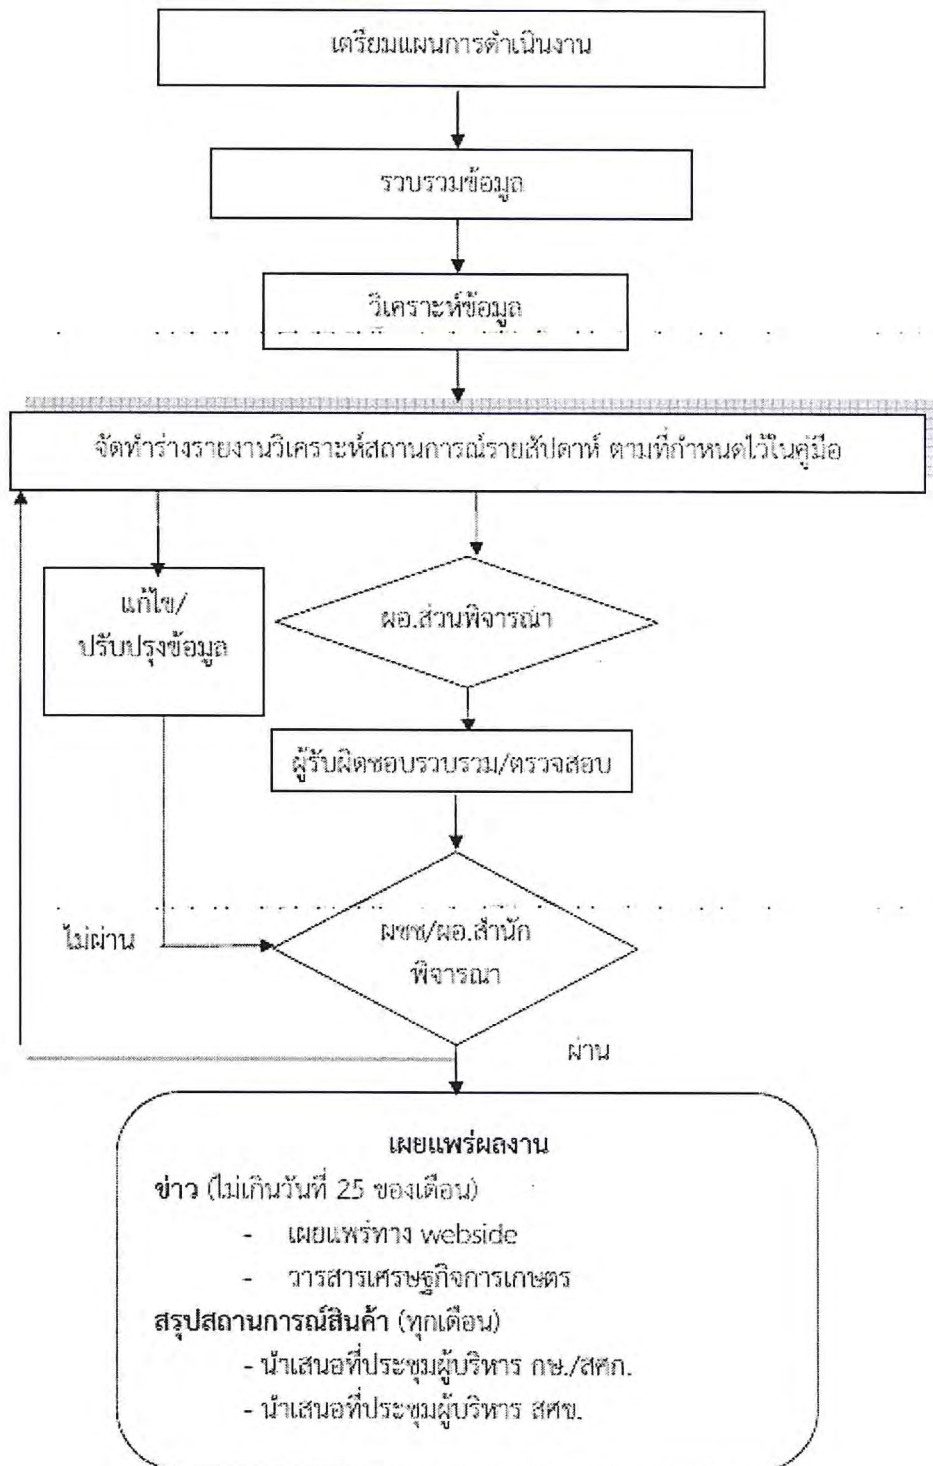 เตรียมแผนการดำเนินงาน
รวบรวมข้อมูล
วิเคราะห์ข้อมูล
จัดทำร่างรายงานวิเคราะห์สถานการณ์รายสัปดาห์ ตามที่กำหนดไว้ในคู่มือ
แก้ไข/
ปรับปรุงข้อมูล
ผอ.ส่วนพิจารณา
ผู้รับผิดชอบรวบรวม/ตรวจสอบ
ไม่ผ่าน
ผชช/ผอ.สำนัก
พิจารณา
ผ่าน
เผยแพร่ผลงาน
ข่าว (ไม่เกินวันที่ 25 ของเดือน)
- เผยแพร่ทาง webside
- วารสารเศรษฐกิจการเกษตร
สรุปสถานการณ์สินค้า (ทุกเดือน)
- นำเสนอที่ประชุมผู้บริหาร กษ./สศก.
- นำเสนอที่ประชุมผู้บริหาร สศข.